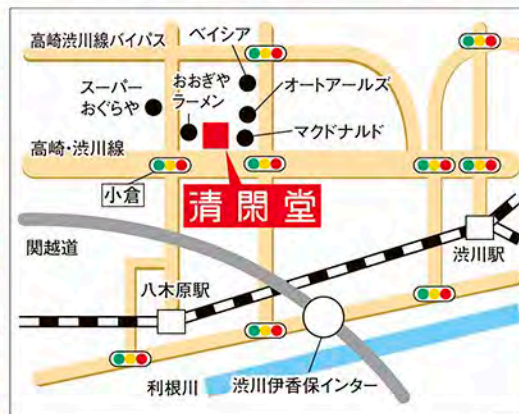 高崎渋川線バイパス
ベイシア
スーパー
おぐらや
おおぎや
ラーメン
オートアールズ
マクドナルド
高崎・渋川線
小倉
清閑堂
関越道
渋川駅
八木原駅
利根川
渋川伊香保インター